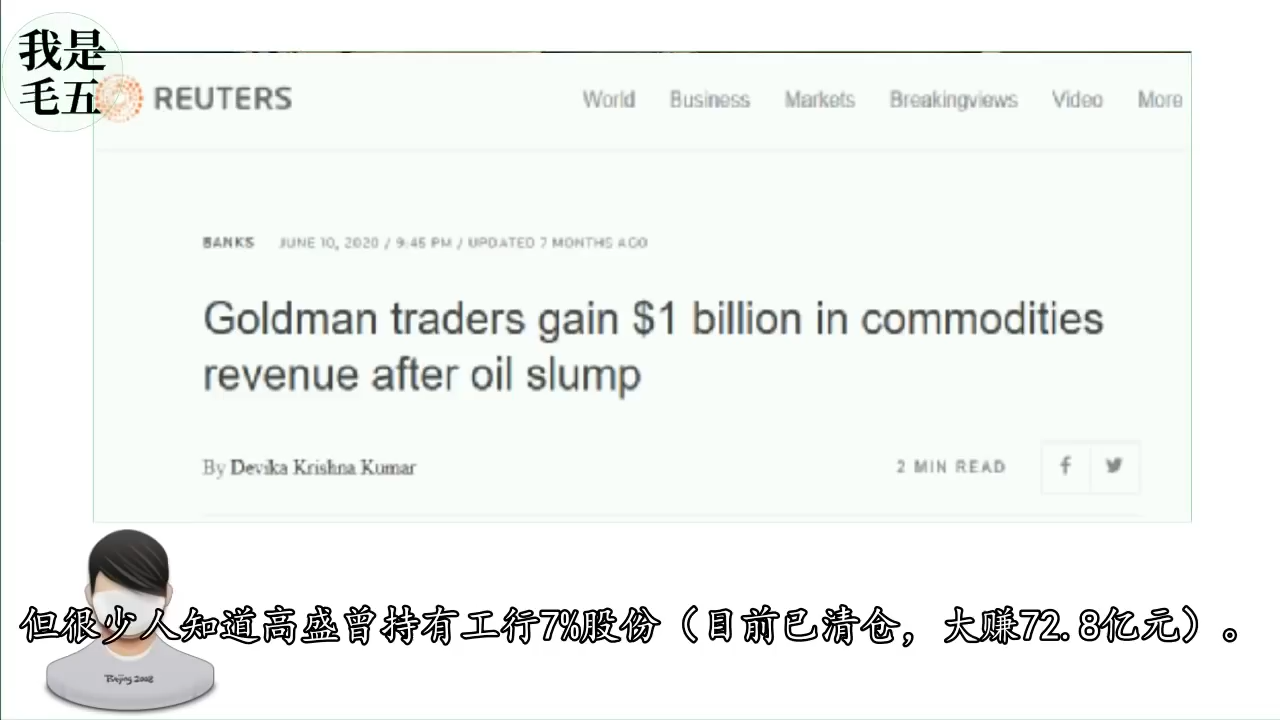 我是
毛五
REUTERS
World Business Markets Breakingviews Video More
BANKS JUNE 10, 2020 / 9:45 PM / UPDATED 7 MONTHS AGO
Goldman traders gain $1 billion in commodities
revenue after oil slump
By Devika Krishna Kumar
2 MIN READ
但很少人知道高盛曾持有工行7%股份（目前已清仓，大赚72.8亿元）。
Beijing 2008